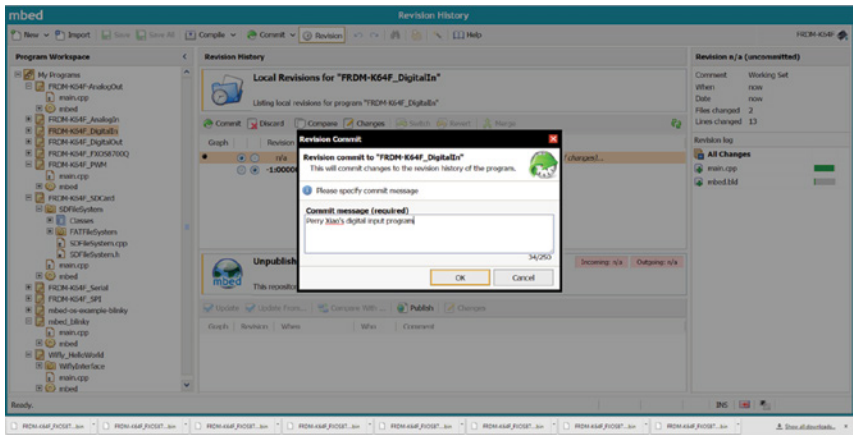 mbed
Revision History
New
Import
Save
Save All
Compile
Commit
Revision
Help
FRDM-K64F
Program Workspace
My Programs
FRDM-K64F-AnalogOut
main.cpp
mbed
FRDM-K64F_AnalogIn
FRDM-K64F_DigitalIn
FRDM-K64F_DigitalOut
FRDM-K64F_FXOS8700Q
FRDM-K64F_PWM
main.cpp
mbed
FRDM-K64F_SDCard
SDFileSystem
Classes
FATFileSystem
SDFileSystem.cpp
SDFileSystem.h
main.cpp
mbed
FRDM-K64F_Serial
FRDM-K64F_SPI
mbed-os-example-blinky
mbed_blinky
main.cpp
mbed
Wifly_HelloWorld
WiflyInterface
main.cpp
mbed
Revision History
Local Revisions for "FRDM-K64F_DigitalIn"
Listing local revisions for program "FRDM-K64F_DigitalIn"
Commit Discard Compare Changes Switch Revert Merge
Graph Revision
n/a
-1:0000
Revision Commit
Revision commit to "FRDM-K64F_DigitalIn"
This will commit changes to the revision history of the program.
Please specify commit message
Commit message (required)
Perry Xiao's digital input program
34/250
OK Cancel
Unpublish
mbed
This reposito
Incoming: n/a Outgoing: n/a
Update Update From... Compare With ... Publish Changes
Graph Revision When Who Comment
Revision n/a (uncommitted)
Comment Working Set
When now
Date now
Files changed 2
Lines changed 13
Revision log
All Changes
main.cpp
mbed.bld
Ready.
INS
Show all downloads...